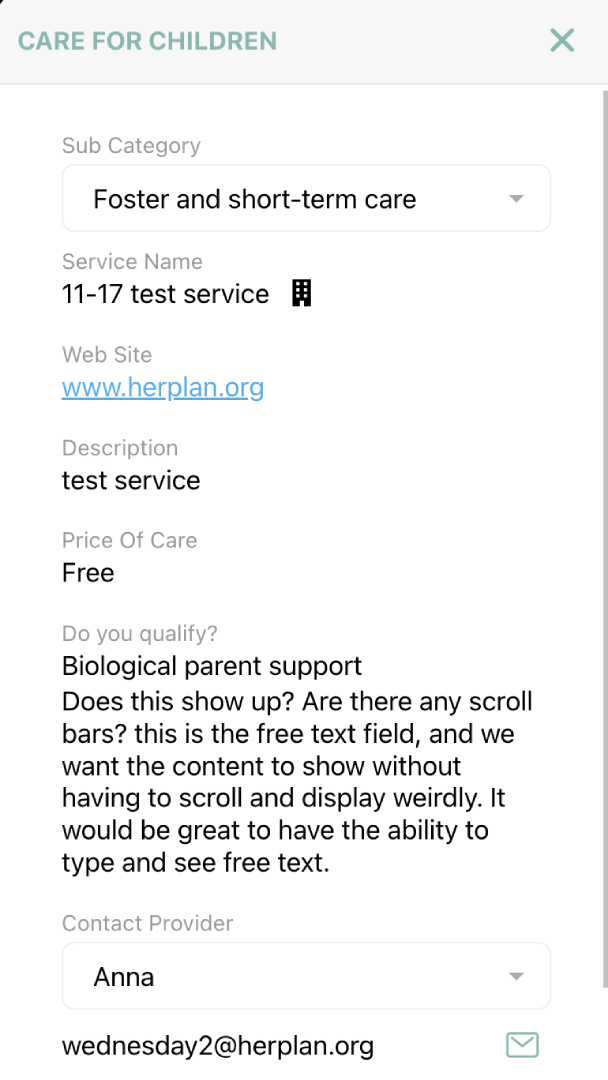 CARE FOR CHILDREN
Sub Category
Foster and short-term care
Service Name
11-17 test service
Web Site
www.herplan.org
Description
test service
Price Of Care
Free
Do you qualify?
Biological parent support
Does this show up? Are there any scroll
bars? this is the free text field, and we
want the content to show without
having to scroll and display weirdly. It
would be great to have the ability to
type and see free text.
Contact Provider
Anna
wednesday2@herplan.org